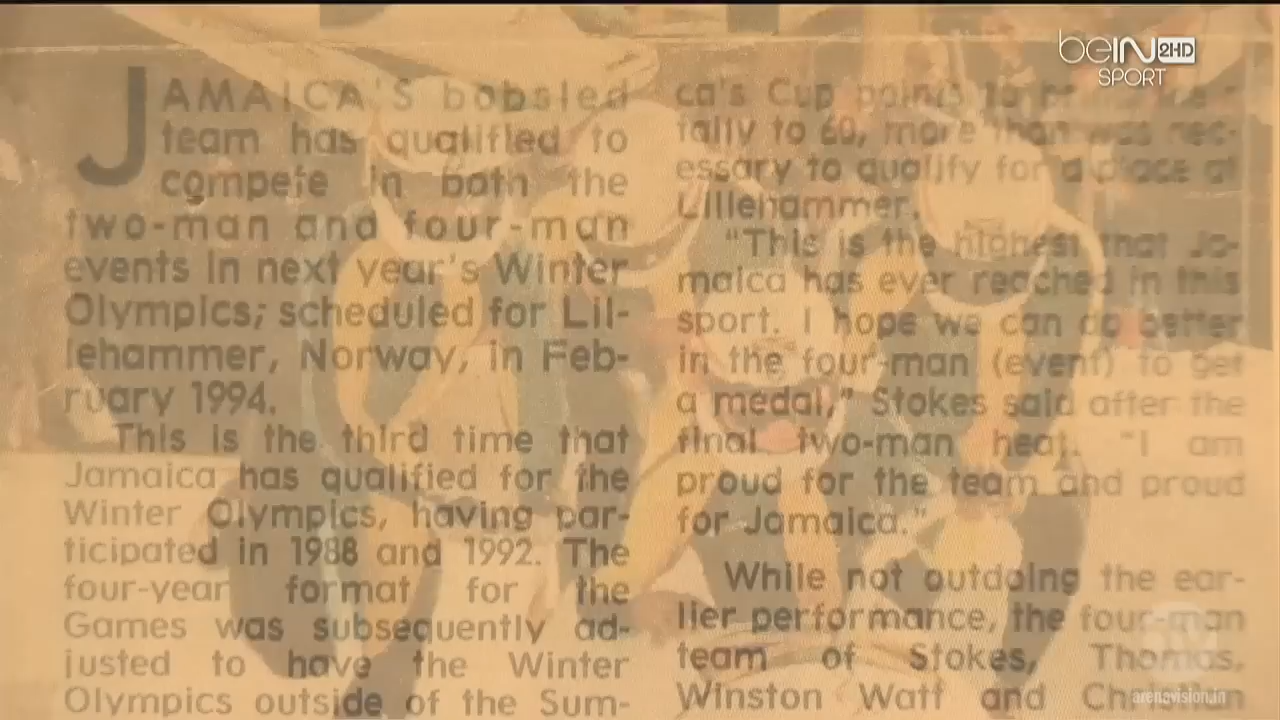 beIN 2HD
SPORT
JAMAICA'S bobsled
team has qualified to
compete in both the
two-man and four-man
events in next year's Winter
Olympics; scheduled for Lil-
lehammer, Norway, in Feb-
ruary 1994.
This is the third time that
Jamaica has qualified for the
Winter Olympics, having par-
ticipated in 1988 and 1992. The
four-year format for the
Games was subsequently ad-
justed to have the Winter
Olympics outside of the Sum-
ca's Cup points to
tally to 60, more than was nec-
essary to qualify for a place at
Lillehammer.
"This is the highest that Ja-
maica has ever reached in this
sport. I hope we can do better
in the four-man (event) to get
a medal," Stokes said after the
final two-man heat. "I am
proud for the team and proud
for Jamaica."
While not outdoing the ear-
lier performance, the four-man
team of Stokes, Thomas,
Winston Watt and
arenavision.in